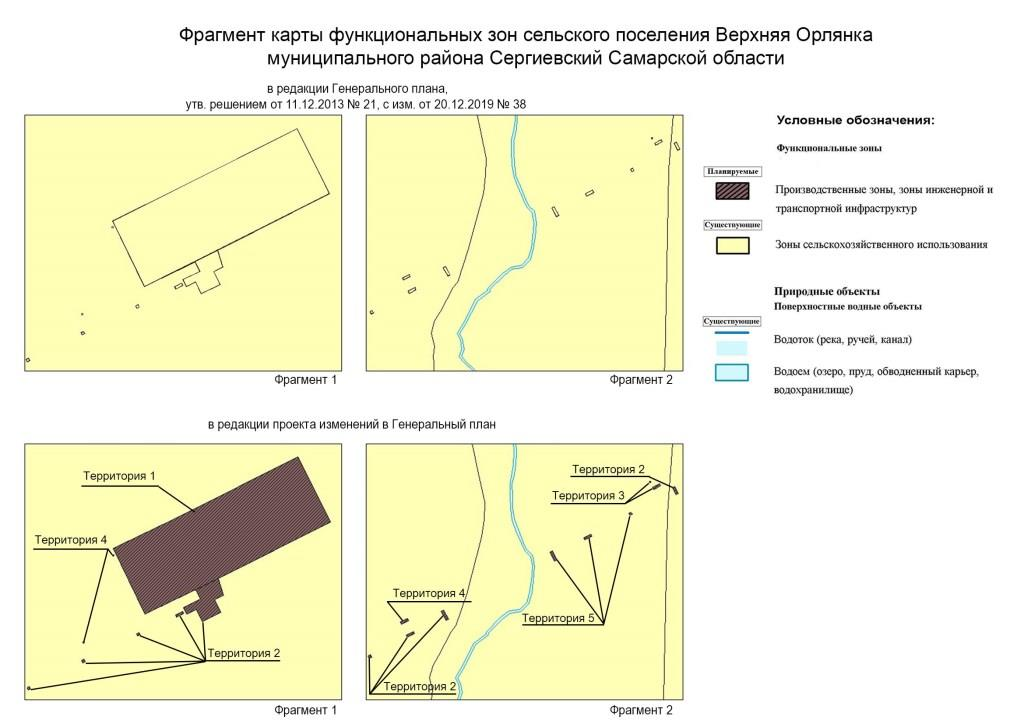 Фрагмент карты функциональных зон сельского поселения Верхняя Орлянка
муниципального района Сергиевский Самарской области
в редакции Генерального плана,
утв. решением от 11.12.2013 № 21, с изм. от 20.12.2019 № 38
Фрагмент 1
Фрагмент 2
Условные обозначения:
Функциональные зоны
Планируемые
Производственные зоны, зоны инженерной и
транспортной инфраструктур
Существующие
Зоны сельскохозяйственного использования
Природные объекты
Поверхностные водные объекты
Существующие
Водоток (река, ручей, канал)
Водоем (озеро, пруд, обводненный карьер,
водохранилище)
в редакции проекта изменений в Генеральный план
Территория 1
Территория 4
Территория 2
Фрагмент 1
Территория 2
Территория 3
Территория 4
Территория 5
Территория 2
Фрагмент 2